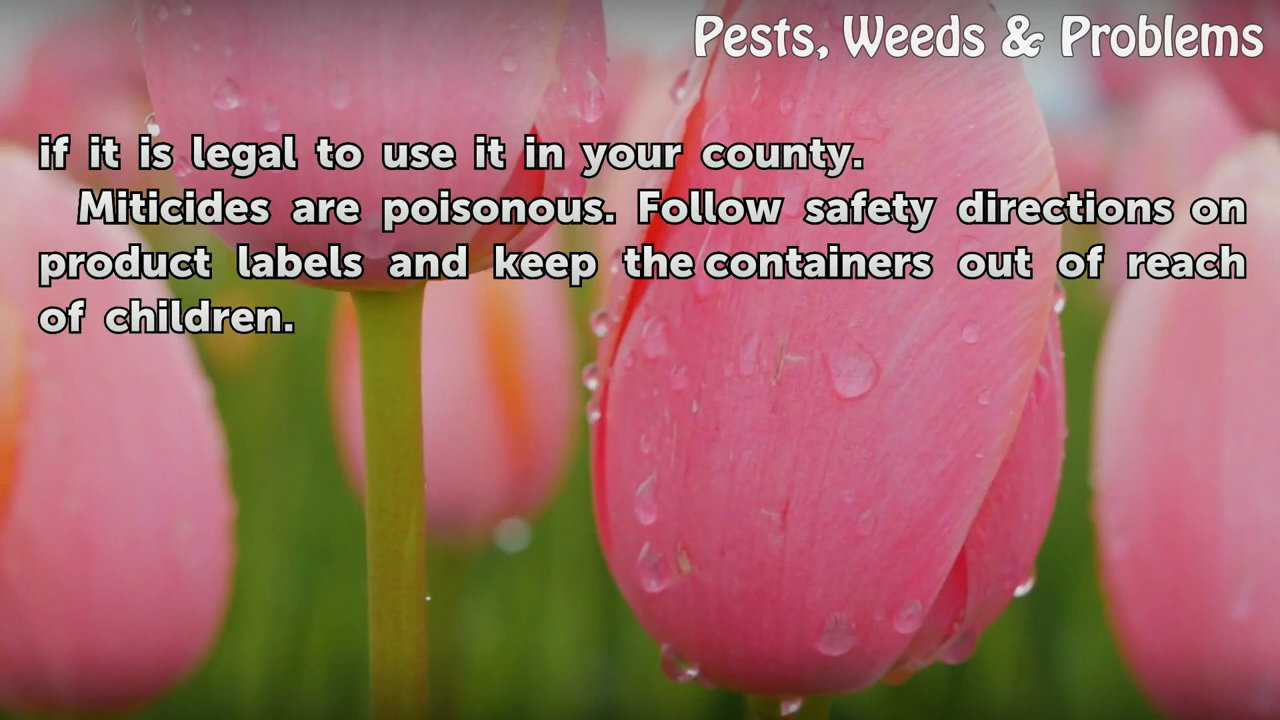 Pests, Weeds & Problems
if it is legal to use it in your county.
Miticides are poisonous. Follow safety directions on
product labels and keep the containers out of reach
of children.